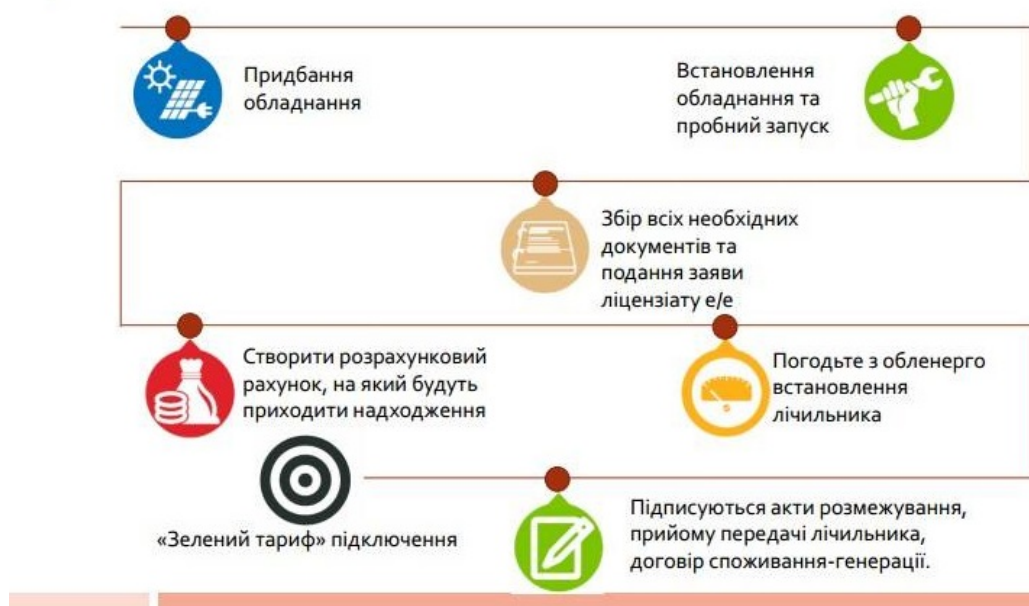 Придбання
обладнання
Встановлення
обладнання та
пробний запуск
Збір всіх необхідних
документів та
подання заяви
ліцензіату е/е
Створити розрахунковий
рахунок, на який будуть
приходити надходження
Погодьте з обленерго
встановлення
лічильника
«Зелений тариф» підключення
Підписуються акти розмежування,
прийому передачі лічильника,
договір споживання-генерації.